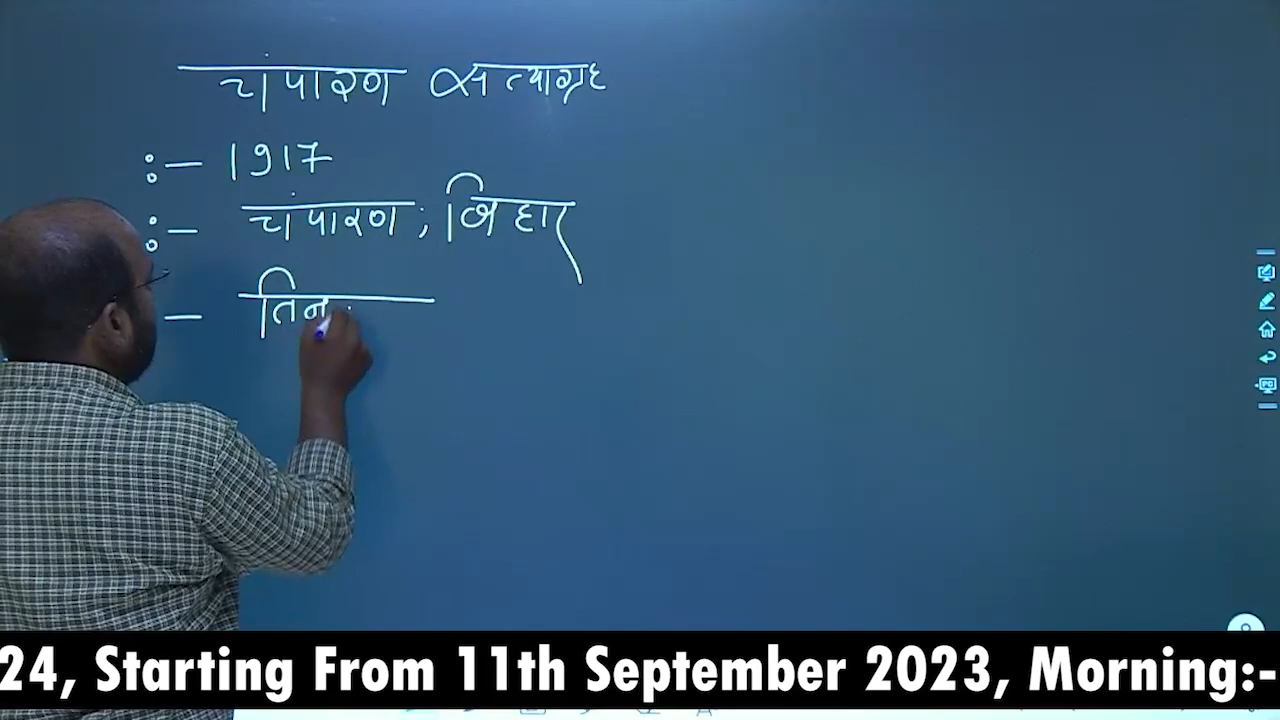 चंपारण सत्याग्रह
:- 1917
:- चंपारण ; बिहार
- तिन
24, Starting From 11th September 2023, Morning:-